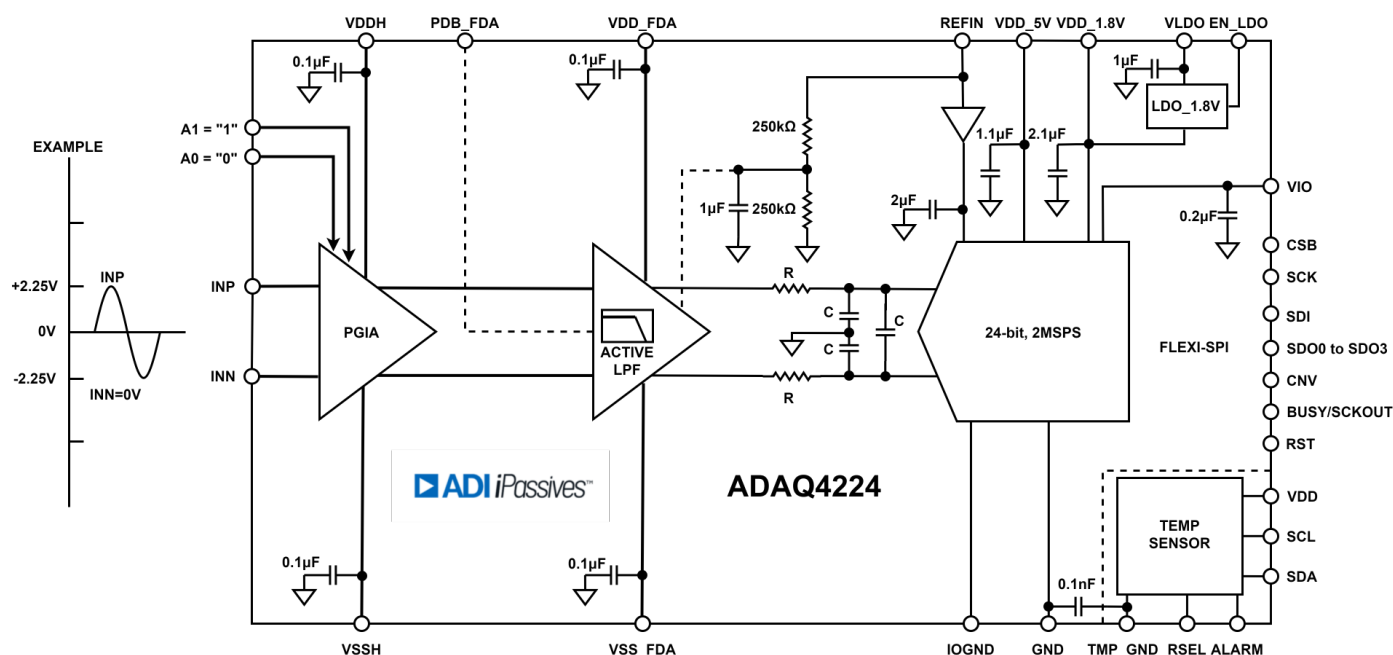 VDDH PDB_FDA VDD_FDA REFIN VDD_5V VDD_1.8V VLDO EN_LDO
0.1µF
0.1µF
1µF
LDO_1.8V
A1 = "1"
A0 = "0"
250kΩ
1.1µF 2.1µF
EXAMPLE
VIO
1µF
250kΩ
2µF
0.2µF
CSB
INP
+2.25V
INP
R
SCK
PGIA
ACTIVE
LPF
C
C
C
24-bit, 2MSPS
FLEXI-SPI
SDI
0V
SDO0 to SDO3
-2.25V
INN=0V
INN
R
CNV
BUSY/SCKOUT
RST
ADI iPassives™
ADAQ4224
TEMP
SENSOR
VDD
SCL
SDA
0.1µF
0.1µF
0.1nF
VSSH VSS_FDA IOGND GND TMP_GND RSEL ALARM